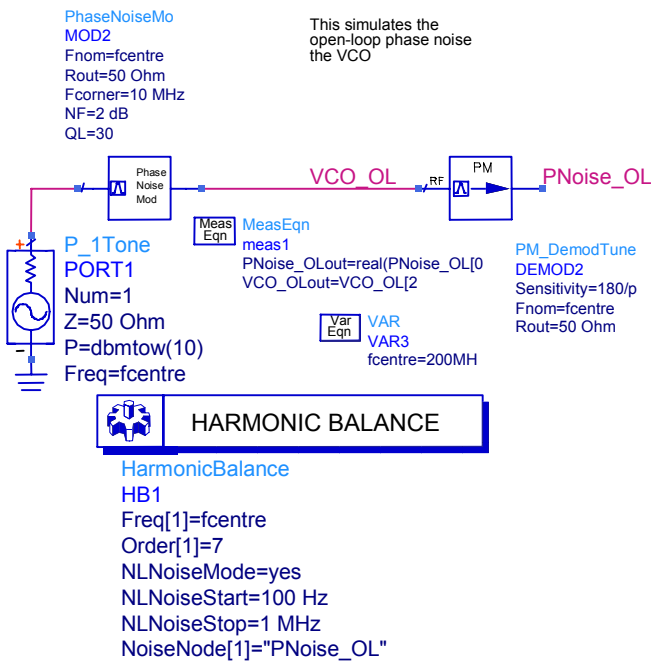 PhaseNoiseMo
MOD2
Fnom=fcentre
Rout=50 Ohm
Fcorner=10 MHz
NF=2 dB
QL=30
This simulates the
open-loop phase noise
the VCO
Phase
Noise
Mod
VCO_OL
RF
PM
PNoise_OL
Meas
Eqn
MeasEqn
meas1
PNoise_OLout=real(PNoise_OL[0
VCO_OLout=VCO_OL[2
Var
Eqn
VAR
VAR3
fcentre=200MH
PM_DemodTune
DEMOD2
Sensitivity=180/p
Fnom=fcentre
Rout=50 Ohm
+
-
P_1Tone
PORT1
Num=1
Z=50 Ohm
P=dbmtow(10)
Freq=fcentre
HARMONIC BALANCE
HarmonicBalance
HB1
Freq[1]=fcentre
Order[1]=7
NLNoiseMode=yes
NLNoiseStart=100 Hz
NLNoiseStop=1 MHz
NoiseNode[1]="PNoise_OL"